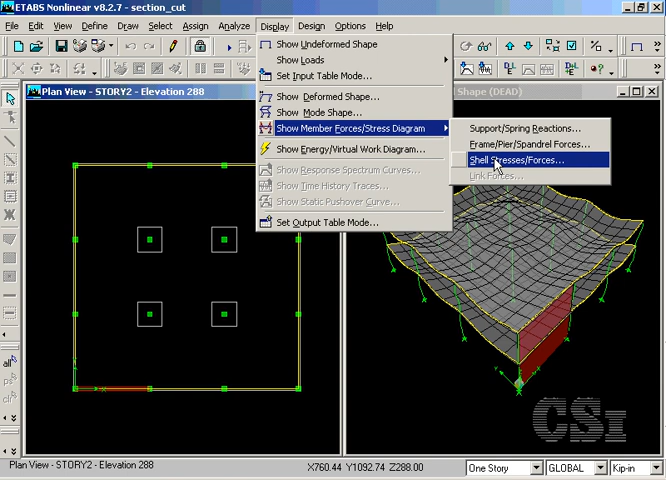 ETABS Nonlinear v8.2.7 - section_cut
File Edit View Define Draw Select Assign Analyze Display Design Options Help
Show Undeformed Shape
Show Loads
Set Input Table Mode...
Show Deformed Shape...
Show Mode Shape...
Show Member Forces/Stress Diagram
Show Energy/Virtual Work Diagram...
Show Response Spectrum Curves...
Show Time History Traces...
Show Static Pushover Curve...
Set Output Table Mode...
Support/Spring Reactions...
Frame/Pier/Spandrel Forces...
Shell Stresses/Forces...
Link Forces...
Plan View - STORY2 - Elevation 288
Shape (DEAD)
all
ps
clr
CSI
Plan View - STORY2 - Elevation 288
X760.44 Y1092.74 Z288.00
One Story
GLOBAL
Kip-in